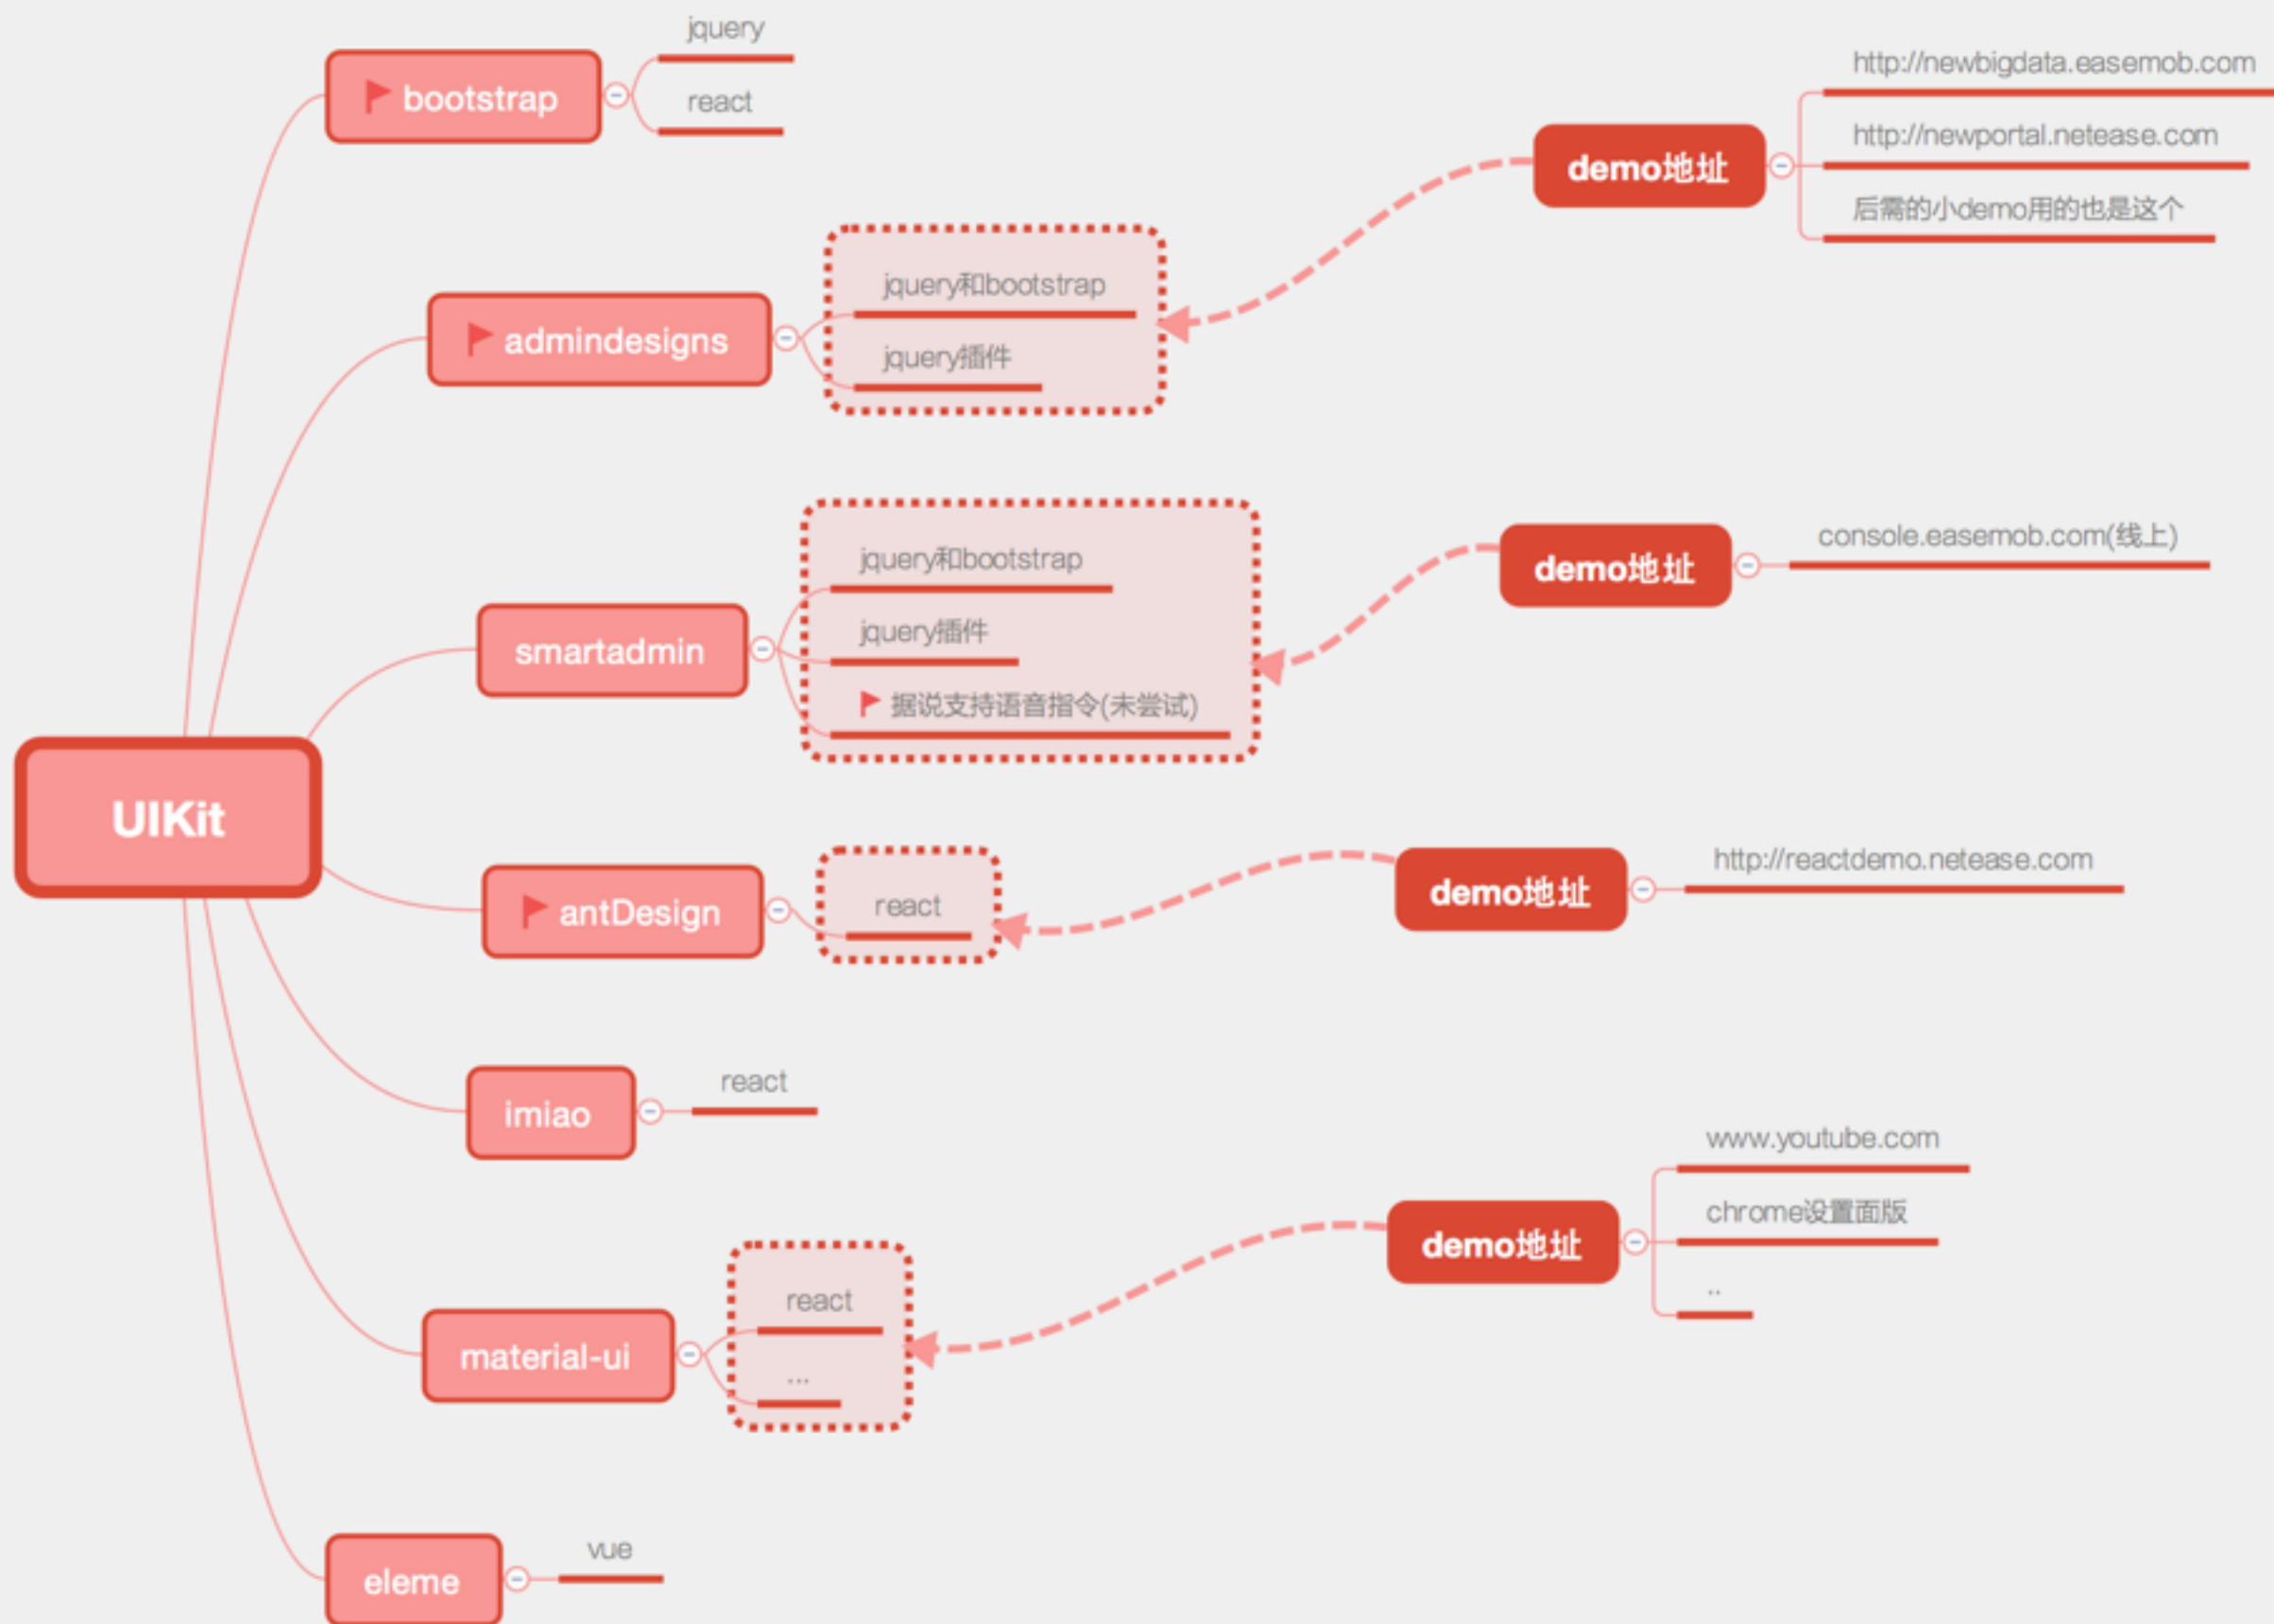 UIKit
bootstrap
jquery
react
admindesigns
jquery和bootstrap
jquery插件
demo地址
http://newbigdata.easemob.com
http://newportal.netease.com
后需的小demo用的也是这个
smartadmin
jquery和bootstrap
jquery插件
据说支持语音指令(未尝试)
demo地址
console.easemob.com(线上)
antDesign
react
demo地址
http://reactdemo.netease.com
imiao
react
material-ui
react
...
demo地址
www.youtube.com
chrome设置面版
..
eleme
vue